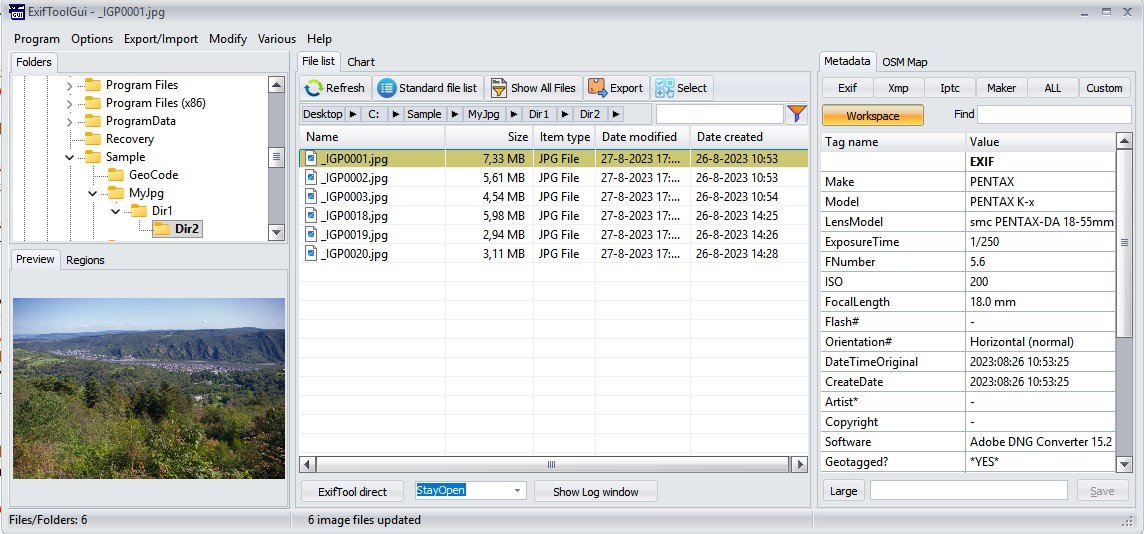 ExifToolGui - _IGP0001.jpg
Program Options Export/Import Modify Various Help
Folders
Program Files
Program Files (x86)
ProgramData
Recovery
Sample
GeoCode
MyJpg
Dir1
Dir2
Preview Regions
File list Chart
Refresh Standard file list Show All Files Export Select
Desktop C: Sample MyJpg Dir1 Dir2
Name Size Item type Date modified Date created
_IGP0001.jpg 7,33 MB JPG File 27-8-2023 17:... 26-8-2023 10:53
_IGP0002.jpg 5,61 MB JPG File 27-8-2023 17:... 26-8-2023 10:53
_IGP0003.jpg 4,54 MB JPG File 27-8-2023 17:... 26-8-2023 10:54
_IGP0018.jpg 5,98 MB JPG File 27-8-2023 17:... 26-8-2023 14:25
_IGP0019.jpg 2,94 MB JPG File 27-8-2023 17:... 26-8-2023 14:26
_IGP0020.jpg 3,11 MB JPG File 27-8-2023 17:... 26-8-2023 14:28
ExifTool direct StayOpen Show Log window
Metadata OSM Map
Exif Xmp Iptc Maker ALL Custom
Workspace Find
Tag name Value
EXIF
Make PENTAX
Model PENTAX K-x
LensModel smc PENTAX-DA 18-55mm
ExposureTime 1/250
FNumber 5.6
ISO 200
FocalLength 18.0 mm
Flash# -
Orientation# Horizontal (normal)
DateTimeOriginal 2023:08:26 10:53:25
CreateDate 2023:08:26 10:53:25
Artist* -
Copyright -
Software Adobe DNG Converter 15.2
Geotagged? *YES*
Large Save
Files/Folders: 6 6 image files updated